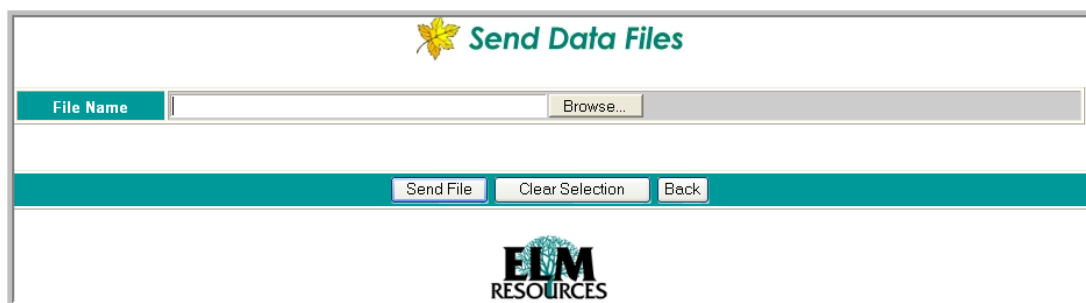 Send Data Files
File Name Browse...
Send File Clear Selection Back
ELM
RESOURCES